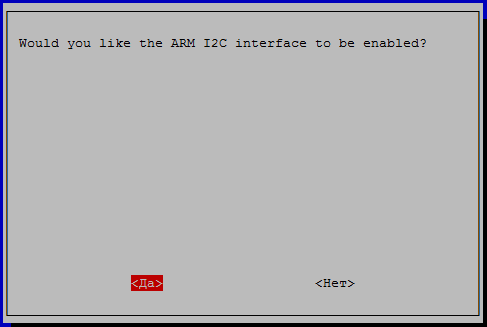 Would you like the ARM I2C interface to be enabled?
<Да> <Нет>